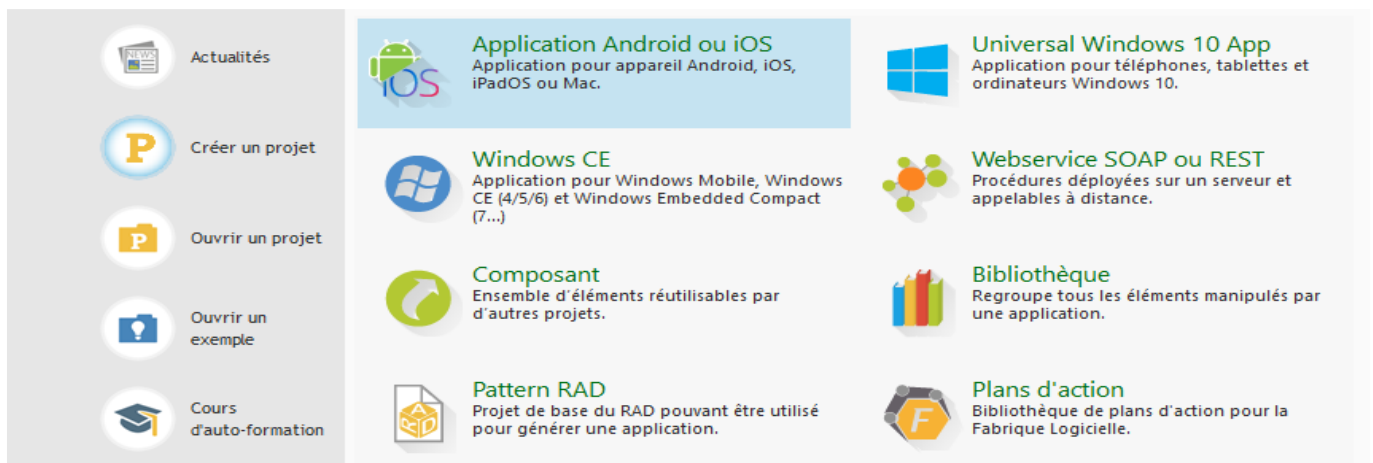 NEWS
Actualités
P
Créer un projet
P
Ouvrir un projet
Ouvrir un
exemple
Cours
d'auto-formation
iOS
Application Android ou iOS
Application pour appareil Android, iOS,
iPadOS ou Mac.
Universal Windows 10 App
Application pour téléphones, tablettes et
ordinateurs Windows 10.
Windows CE
Application pour Windows Mobile, Windows
CE (4/5/6) et Windows Embedded Compact
(7...)
Webservice SOAP ou REST
Procédures déployées sur un serveur et
appelables à distance.
Composant
Ensemble d'éléments réutilisables par
d'autres projets.
Bibliothèque
Regroupe tous les éléments manipulés par
une application.
RAD
Pattern RAD
Projet de base du RAD pouvant être utilisé
pour générer une application.
F
Plans d'action
Bibliothèque de plans d'action pour la
Fabrique Logicielle.